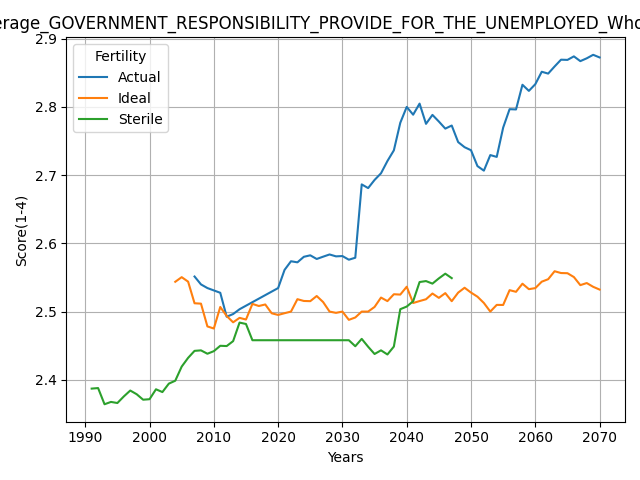 erage_GOVERNMENT_RESPONSIBILITY_PROVIDE_FOR_THE_UNEMPLOYED_Who
Fertility
Actual
Ideal
Sterile
Score(1-4)
2.9
2.8
2.7
2.6
2.5
2.4
1990 2000 2010 2020 2030 2040 2050 2060 2070
Years